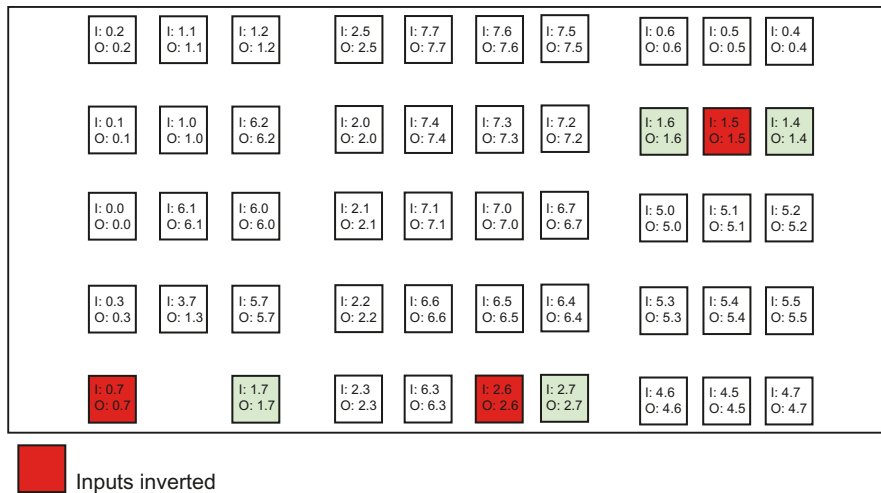 I: 0.2 I: 1.1 I: 1.2 I: 2.5 I: 7.7 I: 7.6 I: 7.5 I: 0.6 I: 0.5 I: 0.4
O: 0.2 O: 1.1 O: 1.2 O: 2.5 O: 7.7 O: 7.6 O: 7.5 O: 0.6 O: 0.5 O: 0.4
I: 0.1 I: 1.0 I: 6.2 I: 2.0 I: 7.4 I: 7.3 I: 7.2 I: 1.6 I: 1.5 I: 1.4
O: 0.1 O: 1.0 O: 6.2 O: 2.0 O: 7.4 O: 7.3 O: 7.2 O: 1.6 O: 1.5 O: 1.4
I: 0.0 I: 6.1 I: 6.0 I: 2.1 I: 7.1 I: 7.0 I: 6.7 I: 5.0 I: 5.1 I: 5.2
O: 0.0 O: 6.1 O: 6.0 O: 2.1 O: 7.1 O: 7.0 O: 6.7 O: 5.0 O: 5.1 O: 5.2
I: 0.3 I: 3.7 I: 5.7 I: 2.2 I: 6.6 I: 6.5 I: 6.4 I: 5.3 I: 5.4 I: 5.5
O: 0.3 O: 1.3 O: 5.7 O: 2.2 O: 6.6 O: 6.5 O: 6.4 O: 5.3 O: 5.4 O: 5.5
I: 0.7 I: 1.7 I: 2.3 I: 6.3 I: 2.6 I: 2.7 I: 4.6 I: 4.5 I: 4.7
O: 0.7 O: 1.7 O: 2.3 O: 6.3 O: 2.6 O: 2.7 O: 4.6 O: 4.5 O: 4.7
Inputs inverted